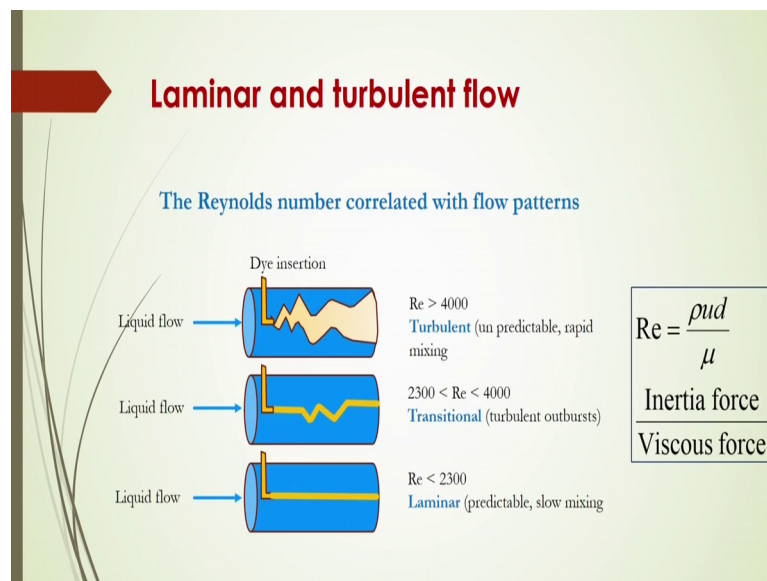 Laminar and turbulent flow
The Reynolds number correlated with flow patterns
Dye insertion
Liquid flow
Re > 4000
Turbulent (un predictable, rapid
mixing
Liquid flow
2300 < Re < 4000
Transitional (turbulent outbursts)
Liquid flow
Re < 2300
Laminar (predictable, slow mixing
Re = ρud / μ
Inertia force
Viscous force